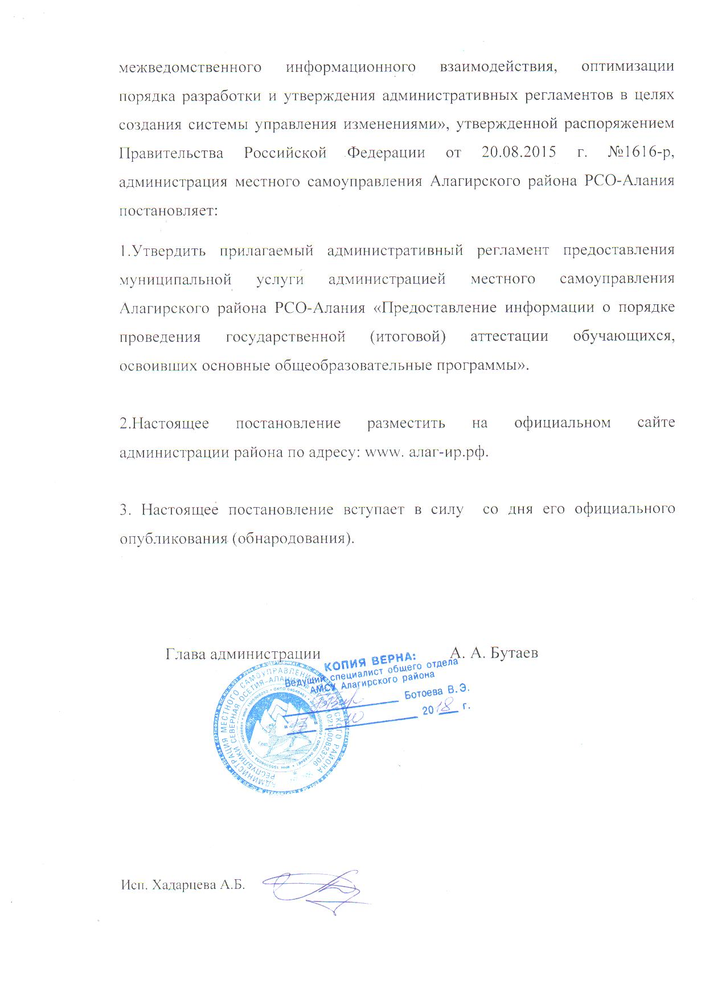 межведомственного информационного взаимодействия, оптимизации
порядка разработки и утверждения административных регламентов в целях
создания системы управления изменениями», утвержденной распоряжением
Правительства Российской Федерации от 20.08.2015 г. №1616-р,
администрация местного самоуправления Алагирского района РСО-Алания
постановляет:
1.Утвердить прилагаемый административный регламент предоставления
муниципальной услуги администрацией местного самоуправления
Алагирского района РСО-Алания «Предоставление информации о порядке
проведения государственной (итоговой) аттестации обучающихся,
освоивших основные общеобразовательные программы».
2.Настоящее постановление разместить на официальном сайте
администрации района по адресу: www. алаг-ир.рф.
3. Настоящее постановление вступает в силу со дня его официального
опубликования (обнародования).
Глава администрации А. А. Бутаев
КОПИЯ ВЕРНА:
Ведущий специалист общего отдела
АМСУ Алагирского района
Ботоева В.Э.
"17" 10 2018 г.
АДМИНИСТРАЦИЯ МЕСТНОГО САМОУПРАВЛЕНИЯ РАЙОНА
РЕСПУБЛИКИ СЕВЕРНАЯ ОСЕТИЯ-АЛАНИЯ
Исп. Хадарцева А.Б.